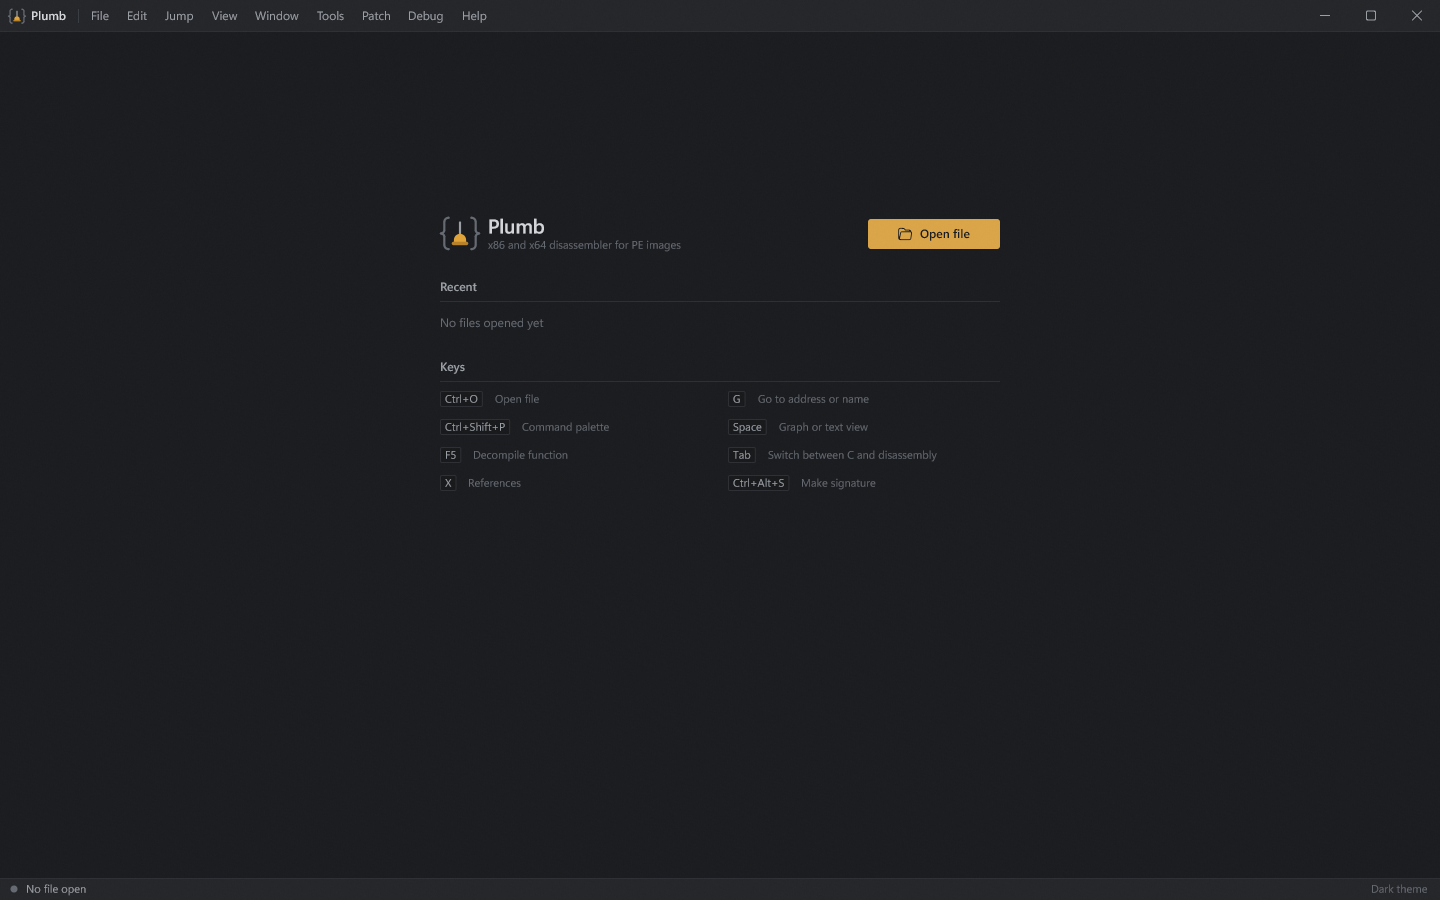 Plumb File Edit Jump View Window Tools Patch Debug Help
Plumb
x86 and x64 disassembler for PE images
Open file
Recent
No files opened yet
Keys
Ctrl+O Open file
G Go to address or name
Ctrl+Shift+P Command palette
Space Graph or text view
F5 Decompile function
Tab Switch between C and disassembly
X References
Ctrl+Alt+S Make signature
No file open
Dark theme